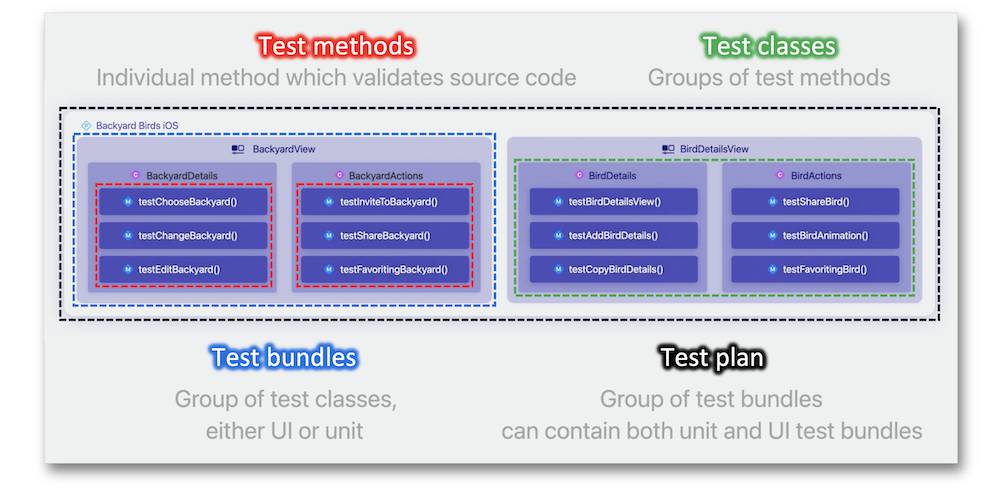 Test methods
Individual method which validates source code
Test classes
Groups of test methods
Backyard Birds iOS
BackyardView
BackyardDetails
testChooseBackyard()
testChangeBackyard()
testEditBackyard()
BackyardActions
testInviteToBackyard()
testShareBackyard()
testFavoritingBackyard()
BirdDetailsView
BirdDetails
testBirdDetailsView()
testAddBirdDetails()
testCopyBirdDetails()
BirdActions
testShareBird()
testBirdAnimation()
testFavoritingBird()
Test bundles
Group of test classes,
either UI or unit
Test plan
Group of test bundles
can contain both unit and UI test bundles